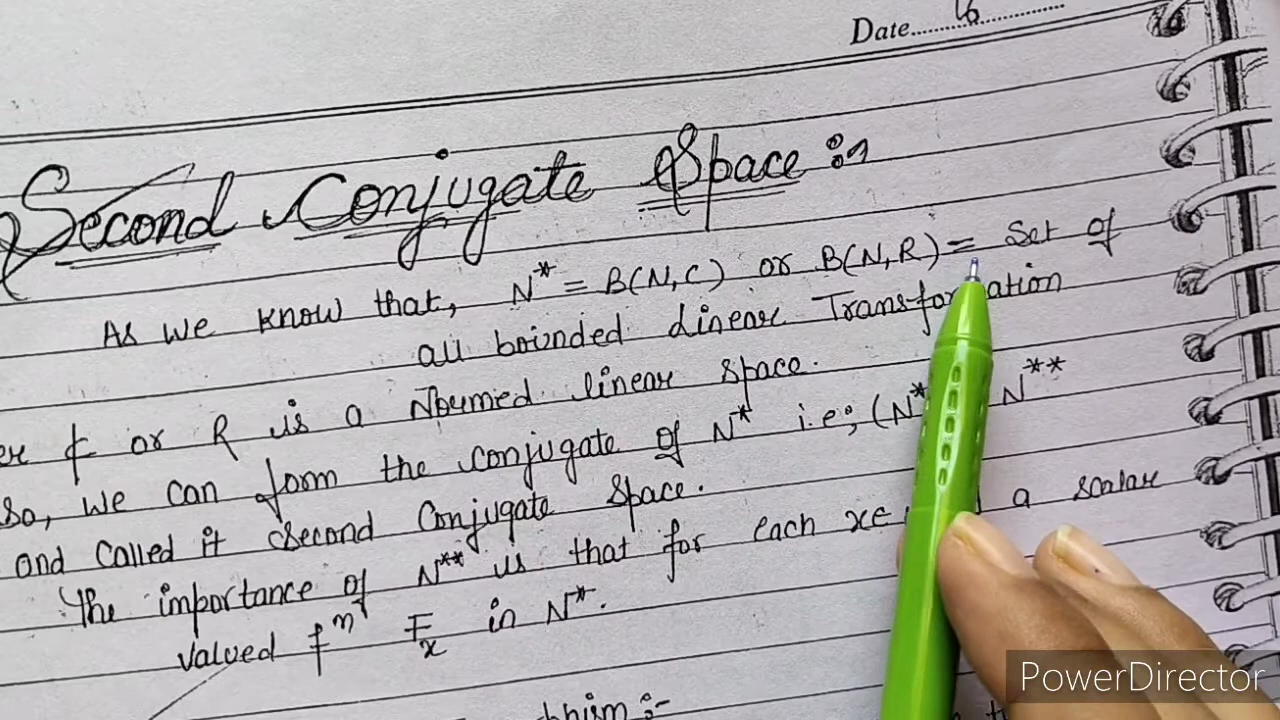 Date.......... 16
Second Conjugate Space :-
As we know that, N* = B(N,C) or B(N,R) = Set of
all bounded linear Transformation
or R is a Normed linear space.
So, we can form the conjugate of N* i.e; (N* N**
and called it second Conjugate Space.
The importance of N** is that for each x∈ a scalar
valued fⁿ Fₓ in N*.
:-
PowerDirector